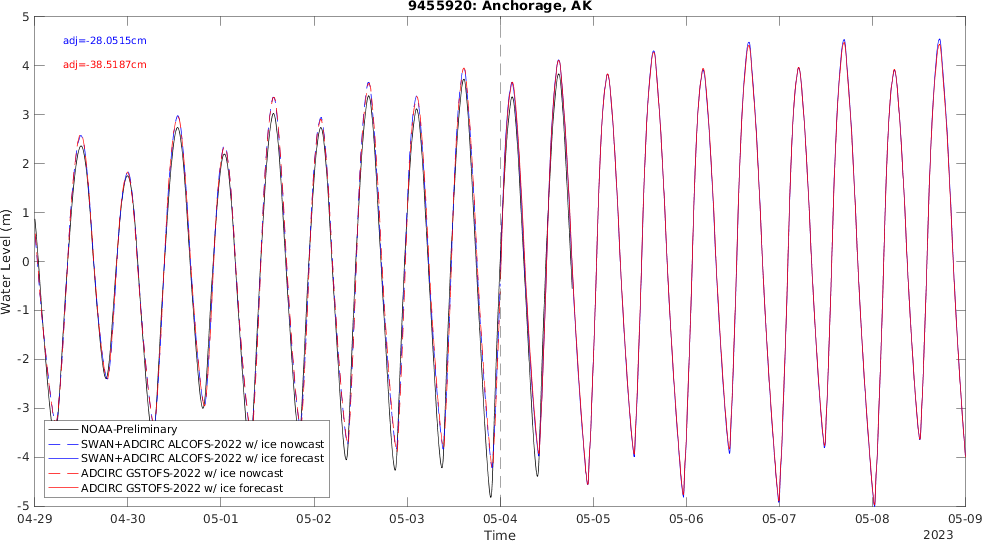 9455920: Anchorage, AK
adj=-28.0515cm
adj=-38.5187cm
Water Level (m)
5
4
3
2
1
0
-1
-2
-3
-4
-5
NOAA-Preliminary
SWAN+ADCIRC ALCOFS-2022 w/ ice nowcast
SWAN+ADCIRC ALCOFS-2022 w/ ice forecast
ADCIRC GSTOFS-2022 w/ ice nowcast
ADCIRC GSTOFS-2022 w/ ice forecast
04-29 04-30 05-01 05-02 05-03 05-04 05-05 05-06 05-07 05-08 05-09
Time
2023